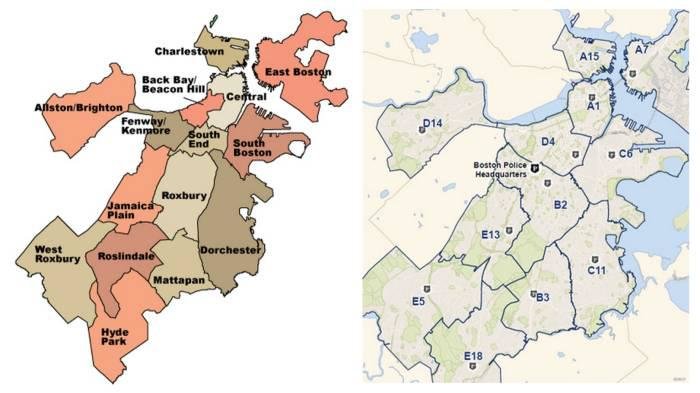 Charlestown
East Boston
Back Bay/
Beacon Hill
Central
Allston/Brighton
Fenway/
Kenmore
South
End
South
Boston
Roxbury
Jamaica
Plain
West
Roxbury
Roslindale
Dorchester
Mattapan
Hyde
Park
A7
A15
A1
D14
D4
C6
Boston Police
Headquarters
B2
E13
C11
E5
B3
E18